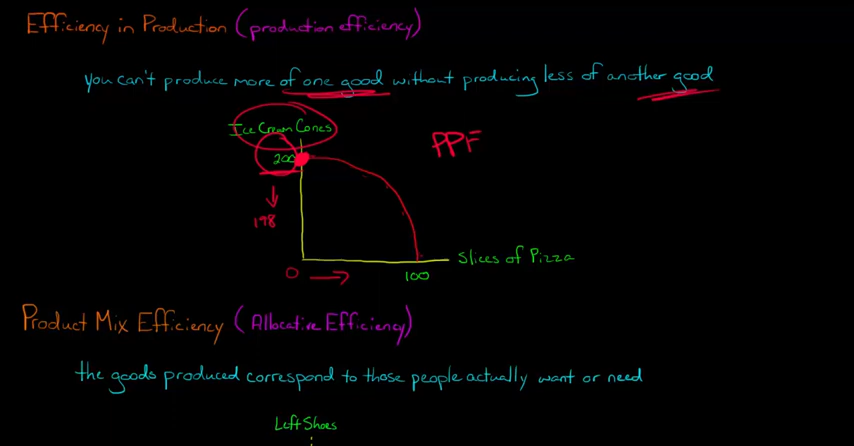 Efficiency in Production (production efficiency)
you can't produce more of one good without producing less of another good
Ice Cream Cones
PPF
200
198
Slices of Pizza
0
100
Product Mix Efficiency (Allocative Efficiency)
the goods produced correspond to those people actually want or need
Left Shoes